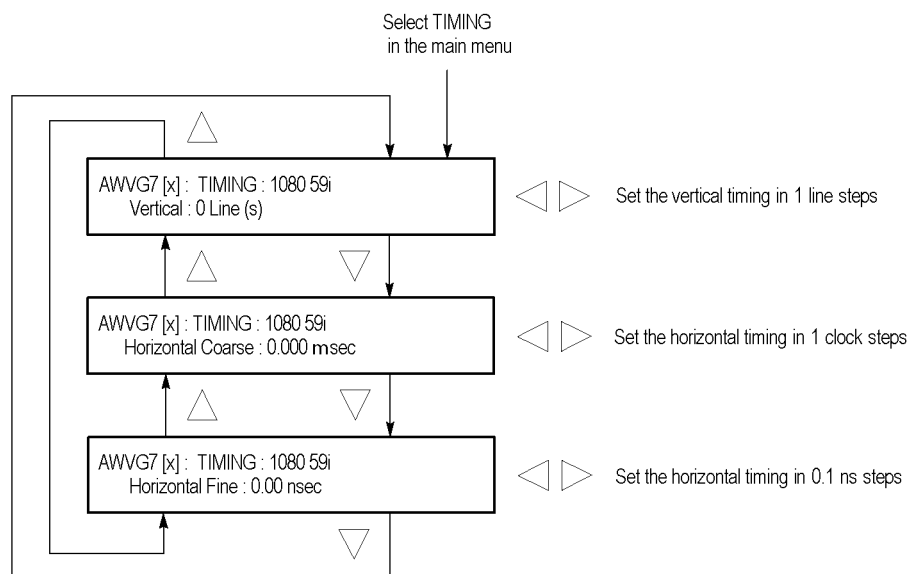 Select TIMING
in the main menu
AWVG7 [x] : TIMING : 1080 59i
Vertical : 0 Line (s)
Set the vertical timing in 1 line steps
AWVG7 [x] : TIMING : 1080 59i
Horizontal Coarse : 0.000 msec
Set the horizontal timing in 1 clock steps
AWVG7 [x] : TIMING : 1080 59i
Horizontal Fine : 0.00 nsec
Set the horizontal timing in 0.1 ns steps